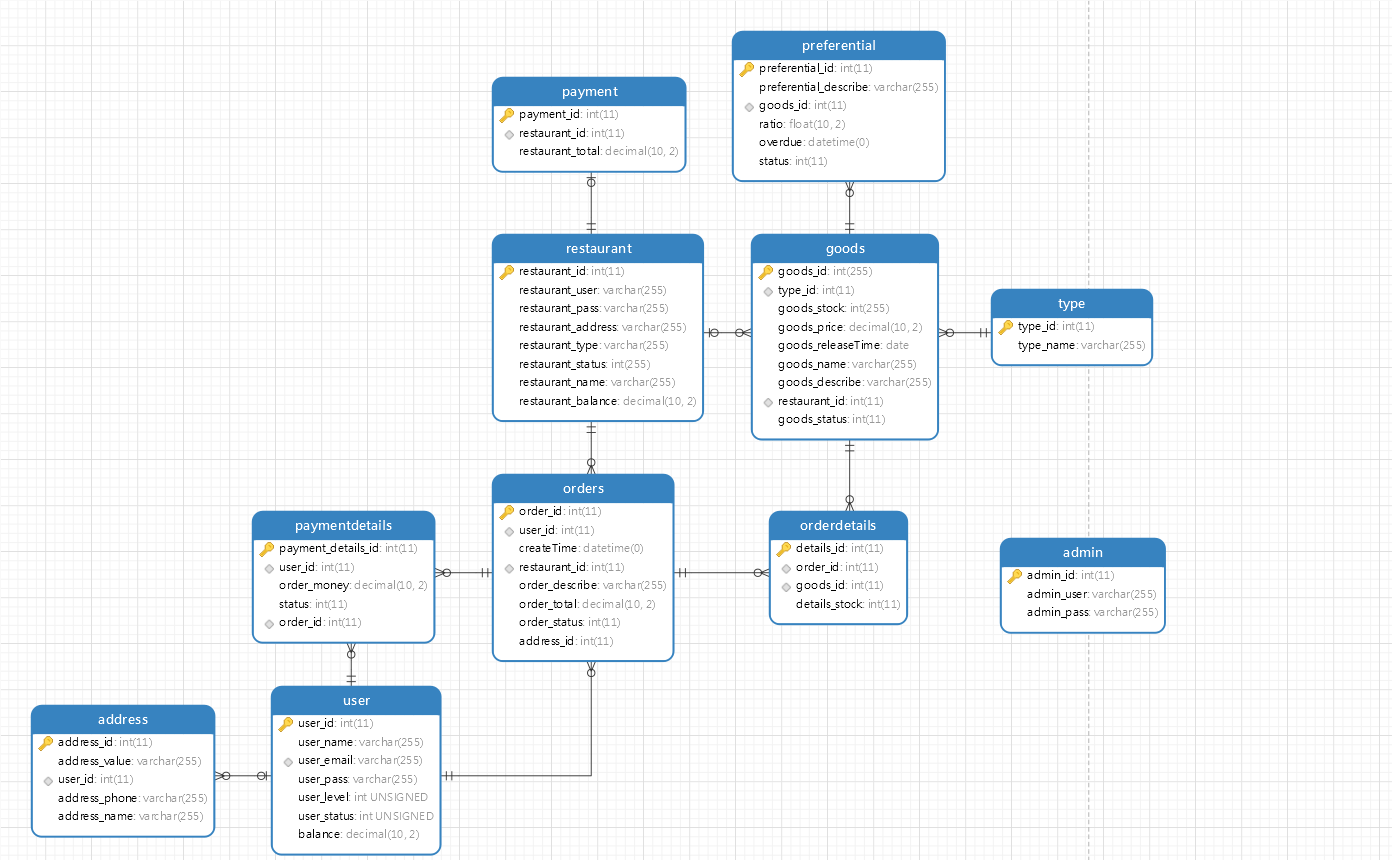 preferential
preferential_id: int(11)
preferential_describe: varchar(255)
goods_id: int(11)
ratio: float(10, 2)
overdue: datetime(0)
status: int(11)
payment
payment_id: int(11)
restaurant_id: int(11)
restaurant_total: decimal(10, 2)
restaurant
restaurant_id: int(11)
restaurant_user: varchar(255)
restaurant_pass: varchar(255)
restaurant_address: varchar(255)
restaurant_type: varchar(255)
restaurant_status: int(255)
restaurant_name: varchar(255)
restaurant_balance: decimal(10, 2)
goods
goods_id: int(255)
type_id: int(11)
goods_stock: int(255)
goods_price: decimal(10, 2)
goods_releaseTime: date
goods_name: varchar(255)
goods_describe: varchar(255)
restaurant_id: int(11)
goods_status: int(11)
type
type_id: int(11)
type_name: varchar(255)
orders
order_id: int(11)
user_id: int(11)
createTime: datetime(0)
restaurant_id: int(11)
order_describe: varchar(255)
order_total: decimal(10, 2)
order_status: int(11)
address_id: int(11)
paymentdetails
payment_details_id: int(11)
user_id: int(11)
order_money: decimal(10, 2)
status: int(11)
order_id: int(11)
orderdetails
details_id: int(11)
order_id: int(11)
goods_id: int(11)
details_stock: int(11)
admin
admin_id: int(11)
admin_user: varchar(255)
admin_pass: varchar(255)
user
user_id: int(11)
user_name: varchar(255)
user_email: varchar(255)
user_pass: varchar(255)
user_level: int UNSIGNED
user_status: int UNSIGNED
balance: decimal(10, 2)
address
address_id: int(11)
address_value: varchar(255)
user_id: int(11)
address_phone: varchar(255)
address_name: varchar(255)